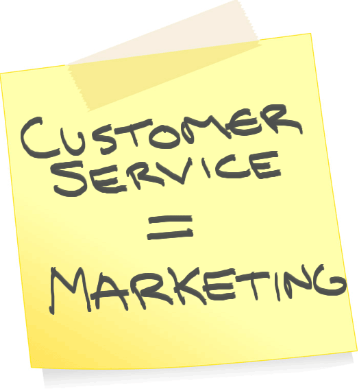 CUSTOMER
SERVICE
=
MARKETING